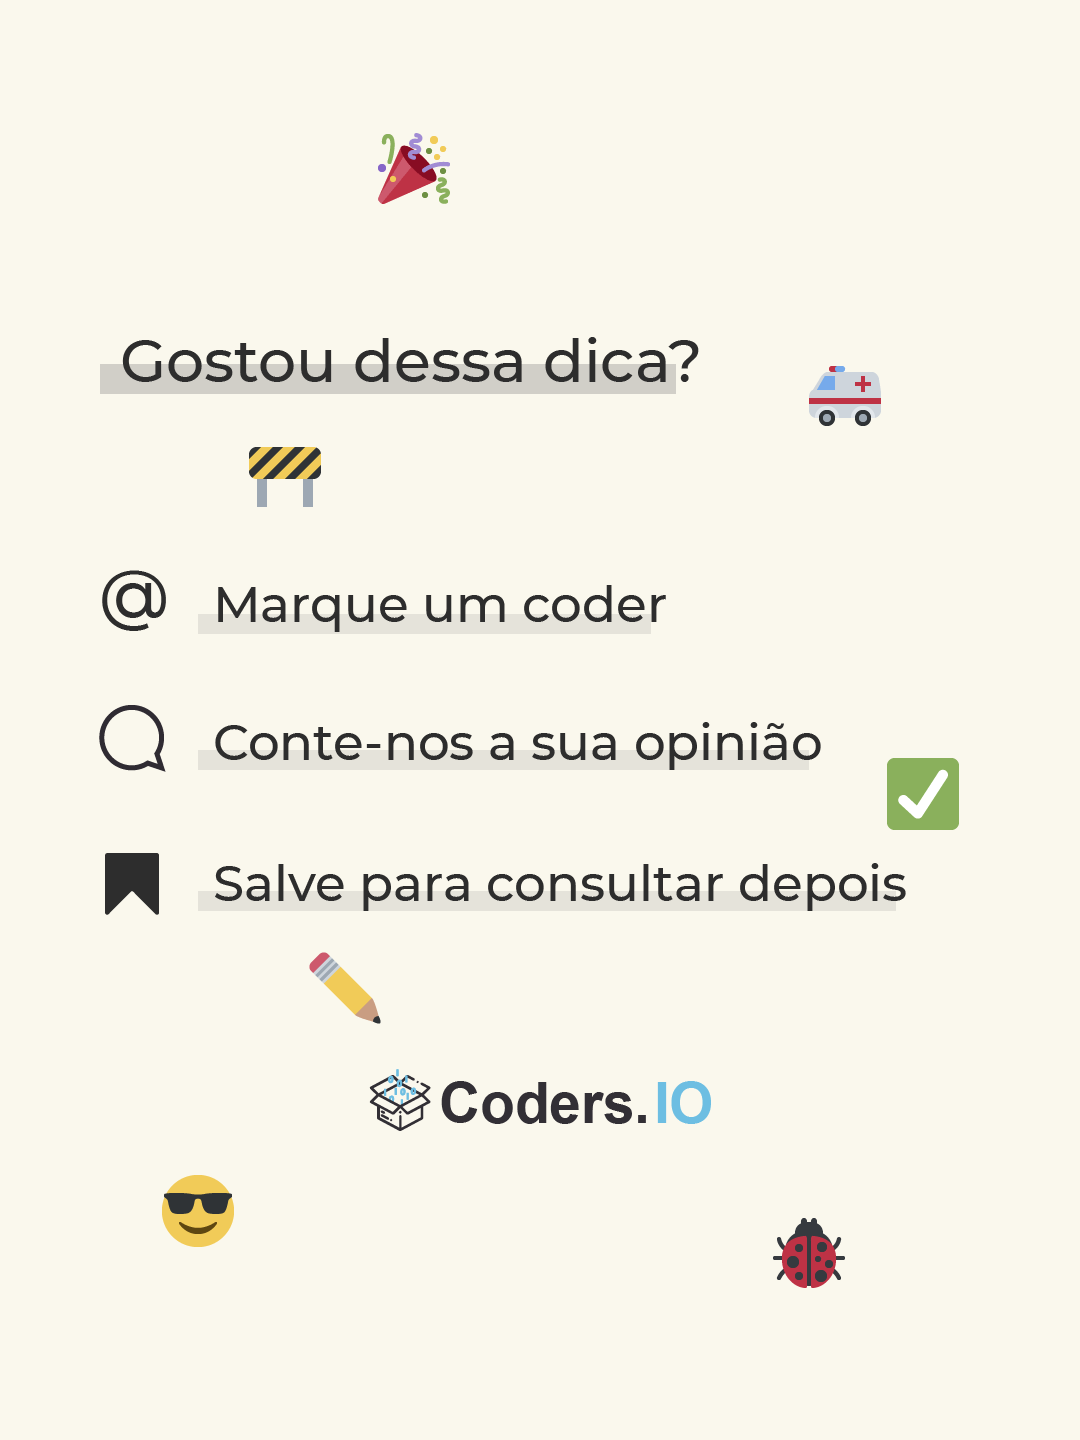 Gostou dessa dica?
@ Marque um coder
Conte-nos a sua opinião
Salve para consultar depois
Coders.IO